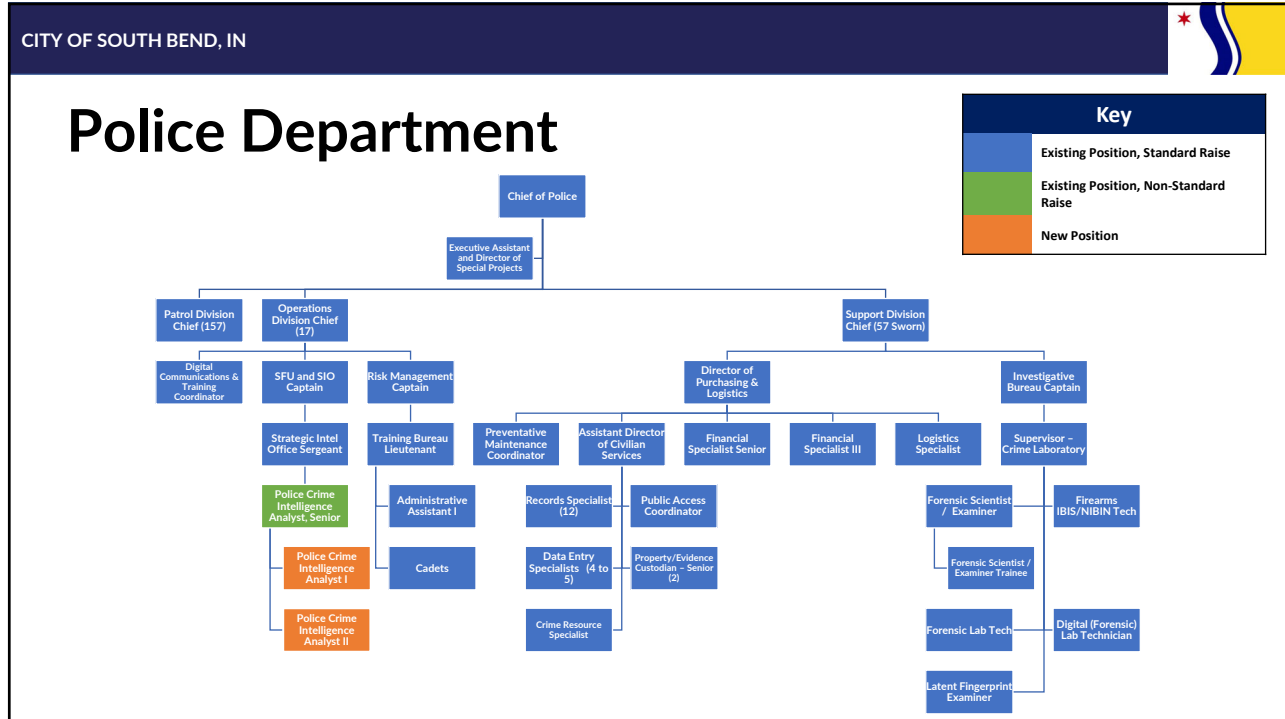 CITY OF SOUTH BEND, IN
Police Department
Key
Existing Position, Standard Raise
Existing Position, Non-Standard
Raise
New Position
Chief of Police
Executive Assistant
and Director of
Special Projects
Patrol Division
Chief (157)
Operations
Division Chief
(17)
Support Division
Chief (57 Sworn)
Digital
Communications &
Training
Coordinator
SFU and SIO
Captain
Risk Management
Captain
Director of
Purchasing &
Logistics
Investigative
Bureau Captain
Strategic Intel
Office Sergeant
Training Bureau
Lieutenant
Preventative
Maintenance
Coordinator
Assistant Director
of Civilian
Services
Financial
Specialist Senior
Financial
Specialist III
Logistics
Specialist
Supervisor –
Crime Laboratory
Police Crime
Intelligence
Analyst, Senior
Administrative
Assistant I
Records Specialist
(12)
Public Access
Coordinator
Forensic Scientist
/ Examiner
Firearms
IBIS/NIBIN Tech
Police Crime
Intelligence
Analyst I
Cadets
Data Entry
Specialists (4 to
5)
Property/Evidence
Custodian – Senior
(2)
Forensic Scientist /
Examiner Trainee
Police Crime
Intelligence
Analyst II
Crime Resource
Specialist
Forensic Lab Tech
Digital (Forensic)
Lab Technician
Latent Fingerprint
Examiner